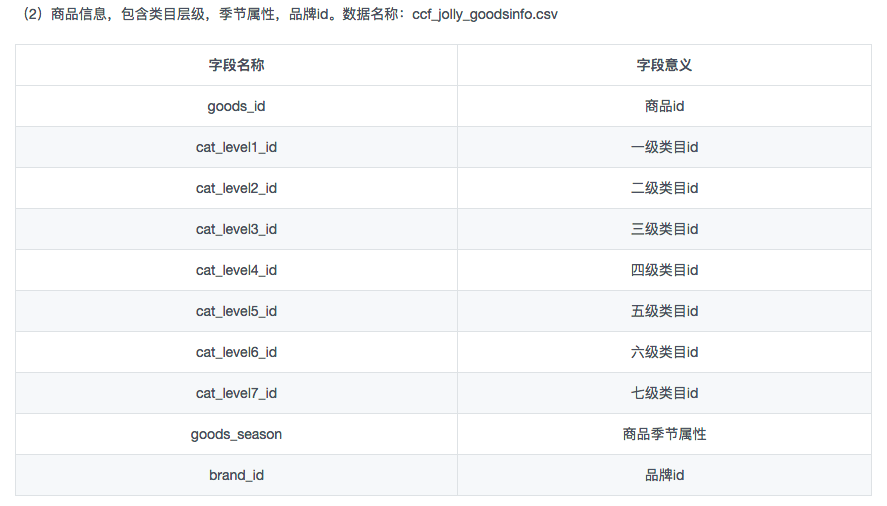 （2）商品信息，包含类目层级，季节属性，品牌id。数据名称：ccf_jolly_goodsinfo.csv
字段名称 字段意义
goods_id 商品id
cat_level1_id 一级类目id
cat_level2_id 二级类目id
cat_level3_id 三级类目id
cat_level4_id 四级类目id
cat_level5_id 五级类目id
cat_level6_id 六级类目id
cat_level7_id 七级类目id
goods_season 商品季节属性
brand_id 品牌id